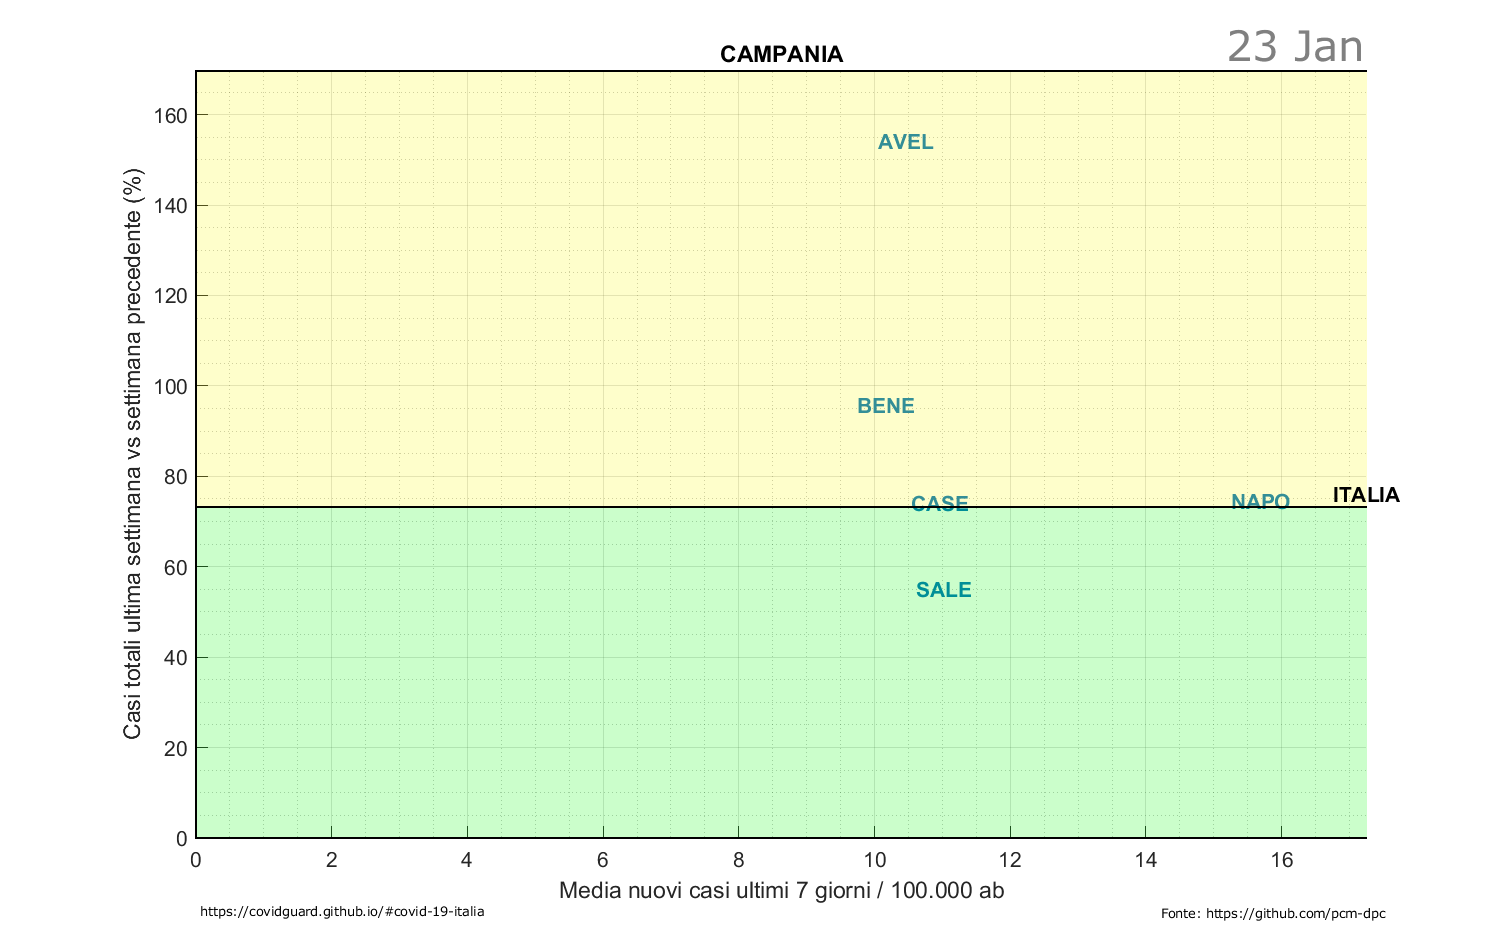 CAMPANIA
23 Jan
Casi totali ultima settimana vs settimana precedente (%)
160
140
120
100
80
60
40
20
0
AVEL
BENE
CASE
NAPO
ITALIA
SALE
0 2 4 6 8 10 12 14 16
Media nuovi casi ultimi 7 giorni / 100.000 ab
https://covidguard.github.io/#covid-19-italia
Fonte: https://github.com/pcm-dpc